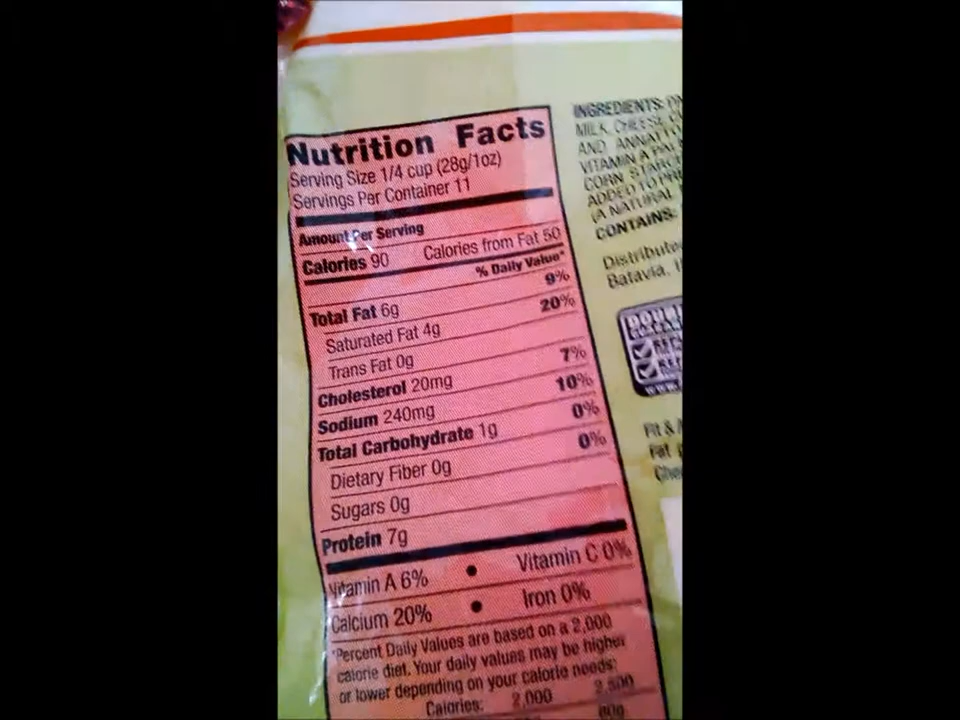 Nutrition Facts
Serving Size 1/4 cup (28g/1oz)
Servings Per Container 11
Amount Per Serving
Calories 90 Calories from Fat 50
% Daily Value*
Total Fat 6g 9%
Saturated Fat 4g 20%
Trans Fat 0g
Cholesterol 20mg 7%
Sodium 240mg 10%
Total Carbohydrate 1g 0%
Dietary Fiber 0g 0%
Sugars 0g
Protein 7g
Vitamin A 6% • Vitamin C 0%
Calcium 20% • Iron 0%
*Percent Daily Values are based on a 2,000
calorie diet. Your daily values may be higher
or lower depending on your calorie needs:
Calories: 2,000 2,500
80g
INGREDIENTS:
MILK, CHEESE
AND ANNATTO
VITAMIN A
CORN STARCH
ADDED TO
(A NATURAL
CONTAINS:
Distributed
Batavia,
Fit &
Fat